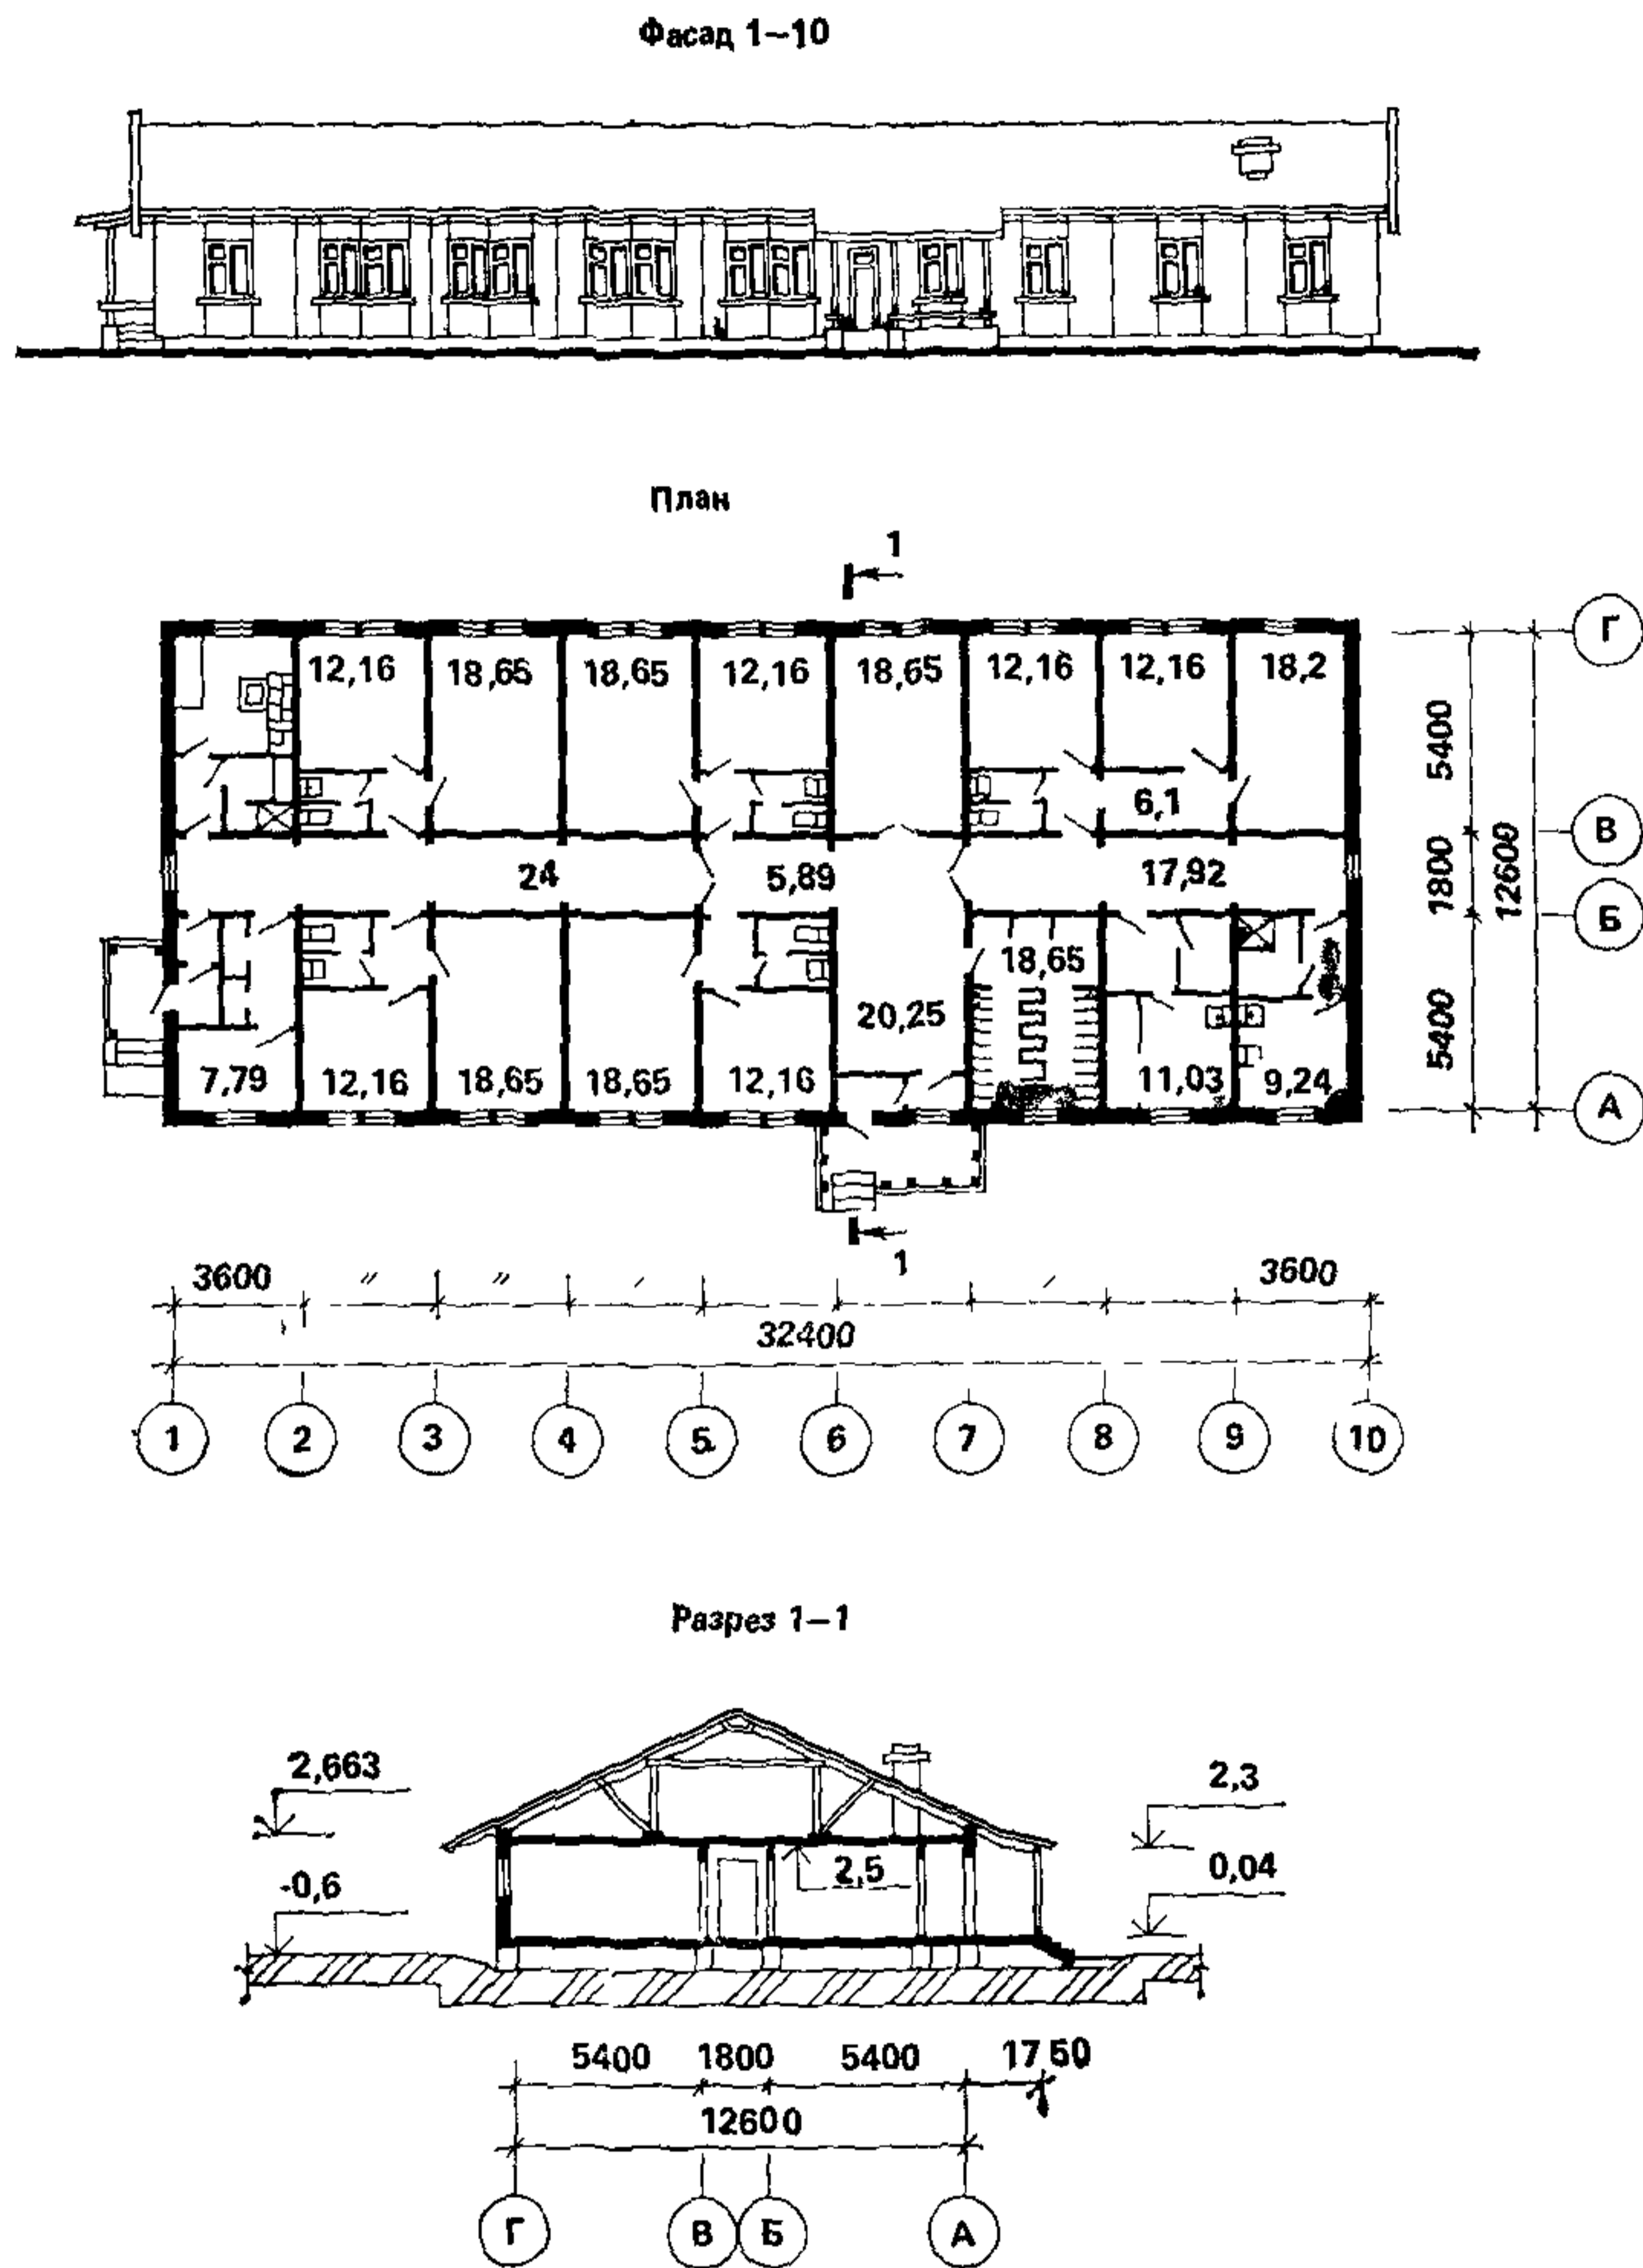 Фасад 1–10
План
1
Г
12,16 18,65 18,65 12,16 18,65 12,16 12,16 18,2
5400
6,1
В
24 5,89 17,92
1800 12600
Б
18,65
20,25
5400
7,79 12,16 18,65 18,65 12,16 11,03 9,24
А
1
3600 〃 〃 3600
32400
1 2 3 4 5 6 7 8 9 10
Разрез 1–1
2,663 2,3
2,5 0,04
-0,6
5400 1800 5400 1750
12600
Г В Б А